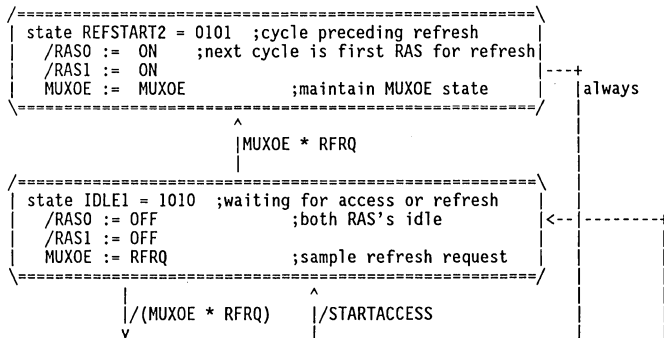 /=====================================================\
| state REFSTART2 = 0101  ;cycle preceding refresh
/RAS0 :=  ON    ;next cycle is first RAS for refresh|
/RAS1 :=  ON                                        |---+
MUXOE :=  MUXOE           ;maintain MUXOE state     |always
\=====================================================/
^
|MUXOE * RFRQ
|
/=====================================================\
| state IDLE1 = 1010  ;waiting for access or refresh
/RAS0 := OFF              ;both RAS's idle          |<--|--------+
/RAS1 := OFF
MUXOE := RFRQ             ;sample refresh request
\=====================================================/
|                    ^
|/(MUXOE * RFRQ)     |/STARTACCESS
v                    |